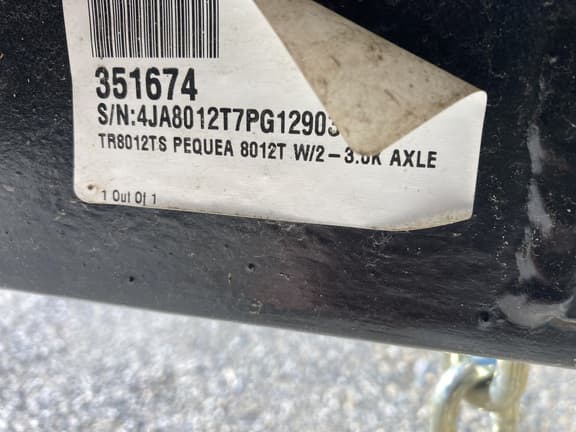 351674
S/N:4JA8012T7PG12903
TR8012TS PEQUEA 8012T W/2-3.0K AXLE
1 Out Of 1